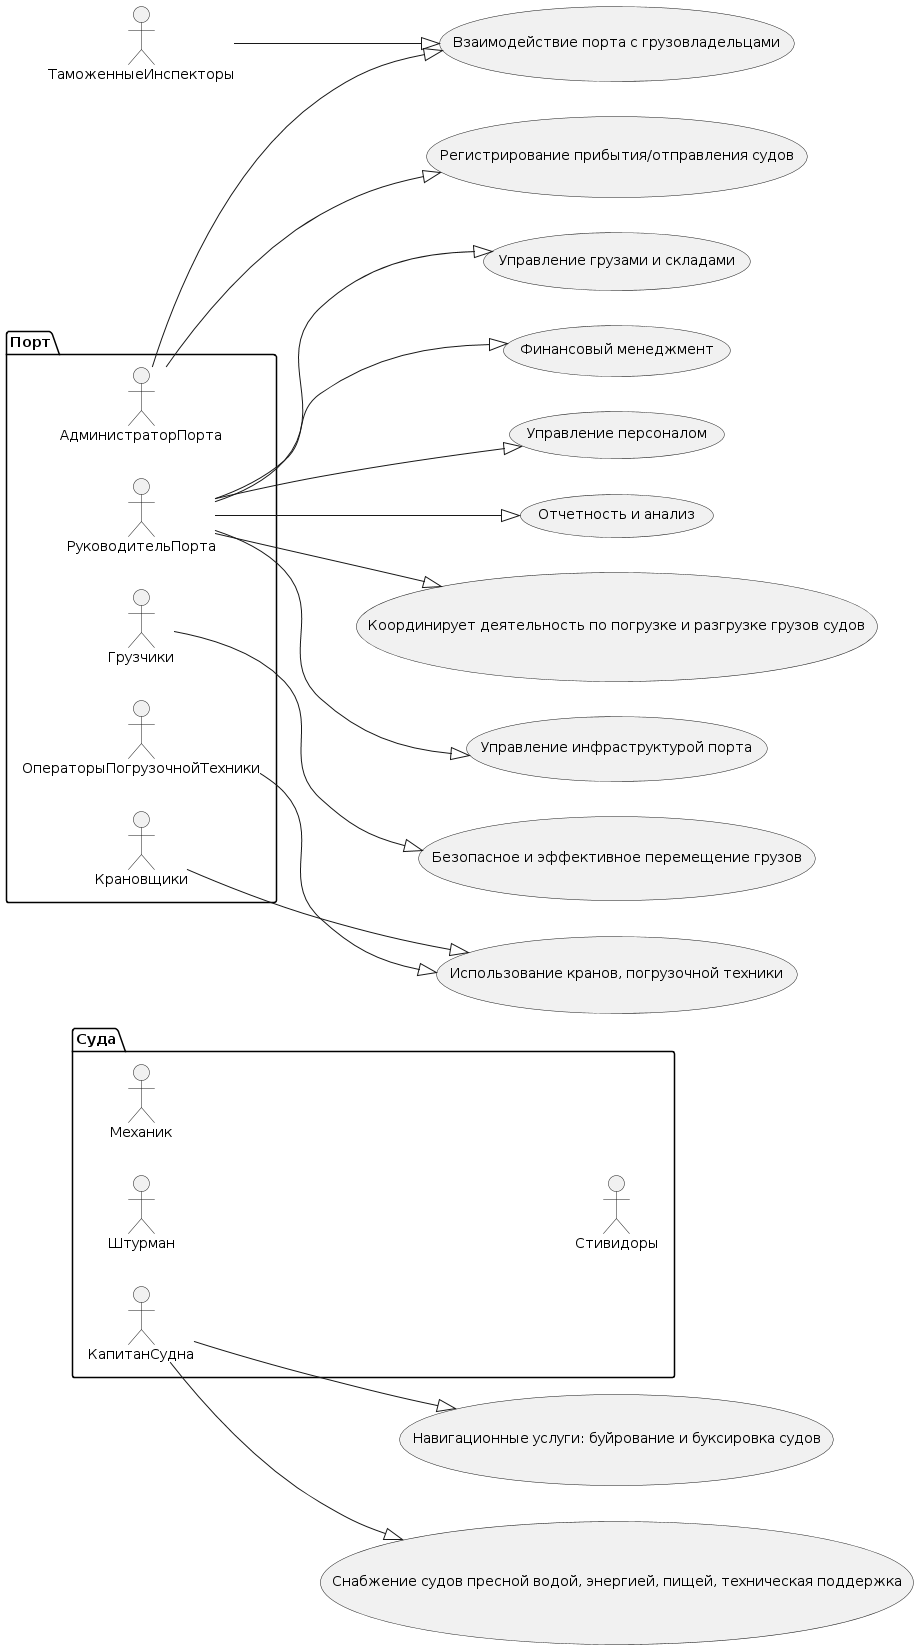 ТаможенныеИнспекторы
Взаимодействие порта с грузовладельцами
Регистрирование прибытия/отправления судов
Управление грузами и складами
Порт
Финансовый менеджмент
АдминистраторПорта
Управление персоналом
Отчетность и анализ
РуководительПорта
Координирует деятельность по погрузке и разгрузке грузов судов
Грузчики
Управление инфраструктурой порта
ОператорыПогрузочнойТехники
Безопасное и эффективное перемещение грузов
Крановщики
Использование кранов, погрузочной техники
Суда
Механик
Штурман
Стивидоры
КапитанСудна
Навигационные услуги: буйрование и буксировка судов
Снабжение судов пресной водой, энергией, пищей, техническая поддержка